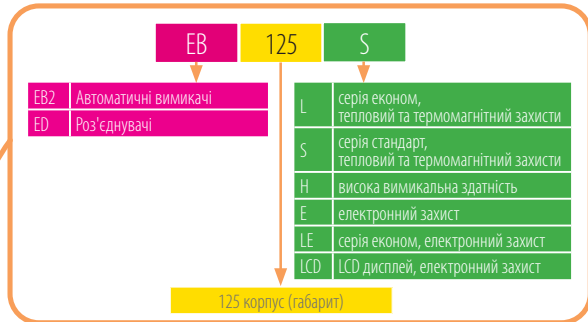 EB 125 S
EB2 Автоматичні вимикачі
ED Роз'єднувачі
L серія економ,
тепловий та термомагнітний захисти
S серія стандарт,
тепловий та термомагнітний захисти
H висока вимикальна здатність
E електронний захист
LE серія економ, електронний захист
LCD LCD дисплей, електронний захист
125 корпус (габарит)